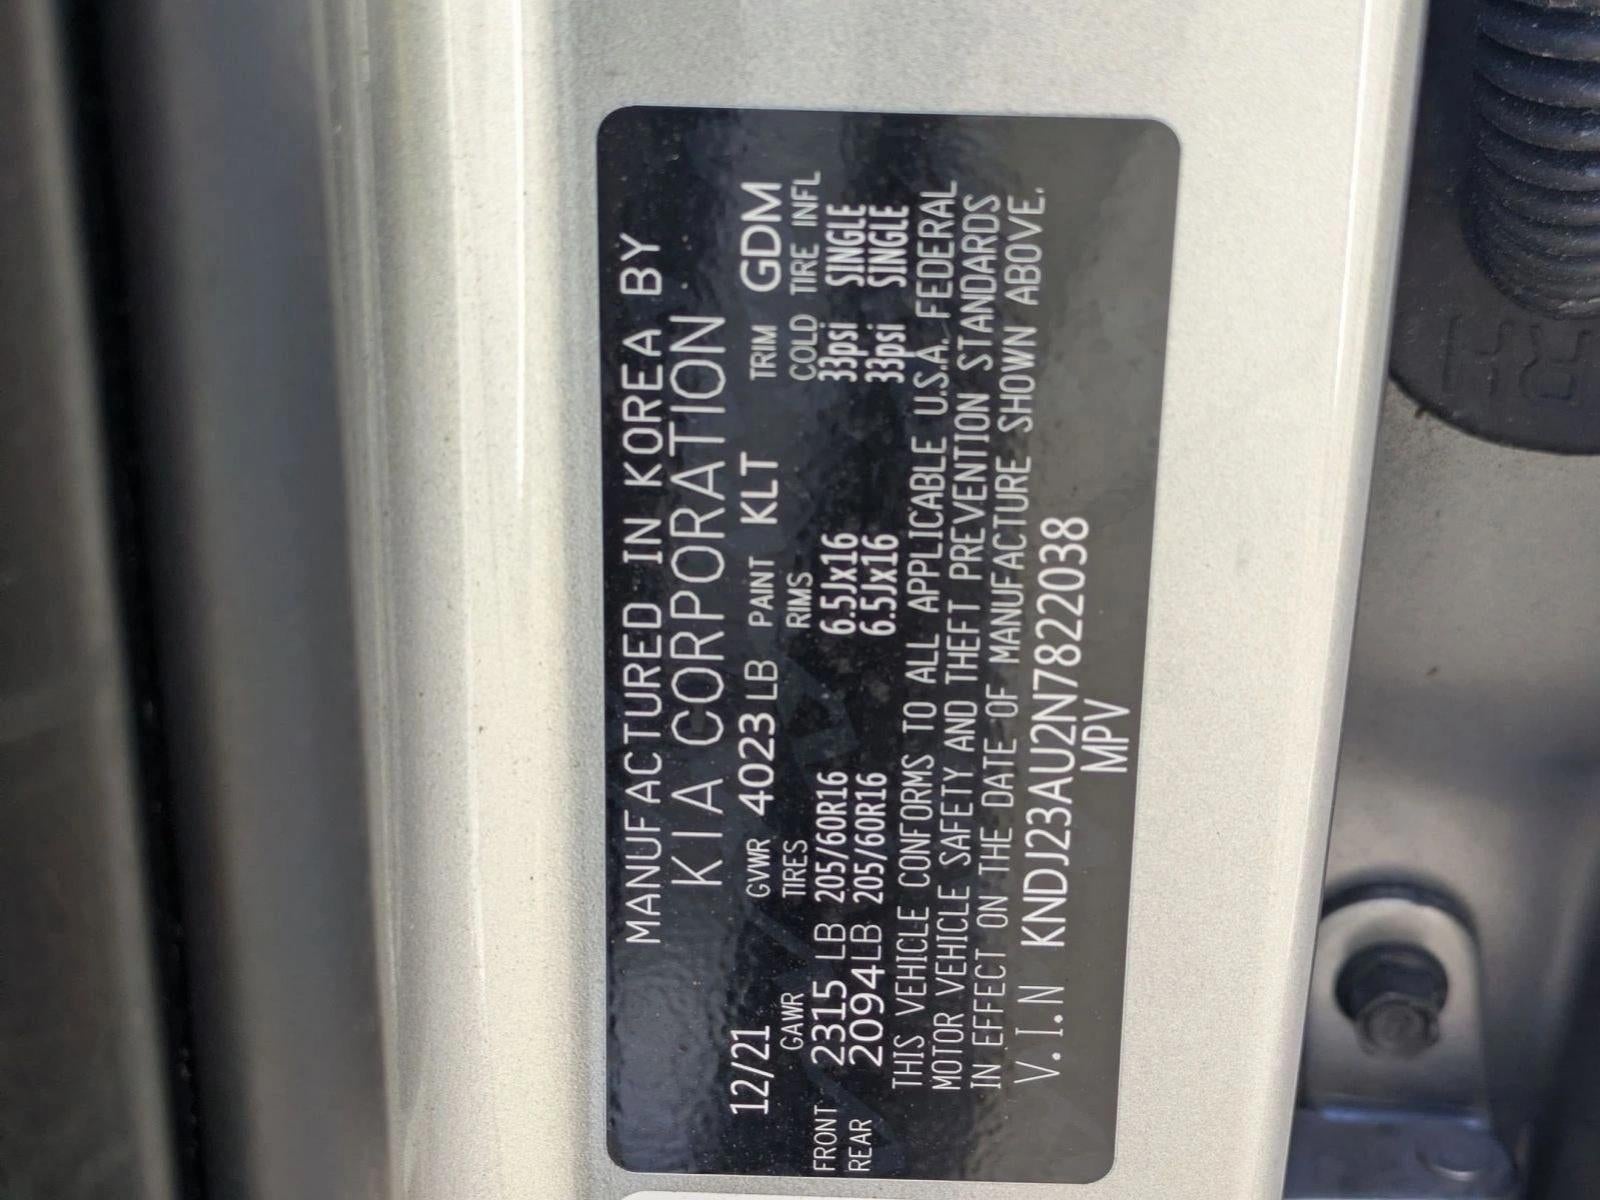 MANUFACTURED IN KOREA BY
KIA CORPORATION
12/21 GVWR 4023 LB PAINT KLT TRIM GDM
GAWR TIRES RIMS COLD TIRE INFL
FRONT 2315 LB 205/60R16 6.5Jx16 33psi SINGLE
REAR 2094 LB 205/60R16 6.5Jx16 33psi SINGLE
THIS VEHICLE CONFORMS TO ALL APPLICABLE U.S.A. FEDERAL
MOTOR VEHICLE SAFETY AND THEFT PREVENTION STANDARDS
IN EFFECT ON THE DATE OF MANUFACTURE SHOWN ABOVE.
V.I.N KNDJ23AU2N7822038
MPV